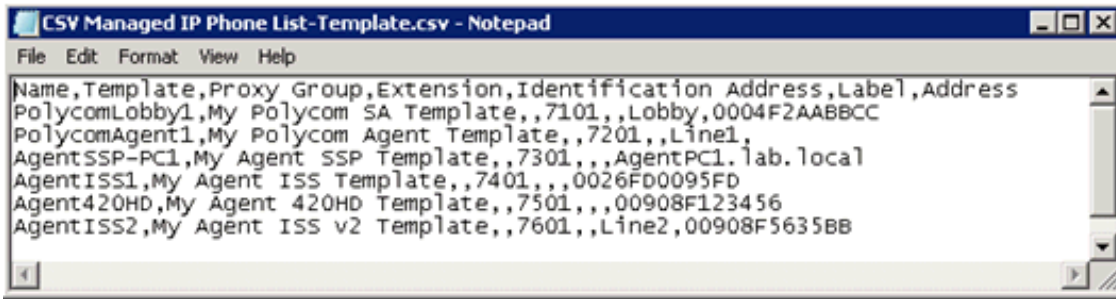 CSV Managed IP Phone List-Template.csv - Notepad
File Edit Format View Help
Name,Template,Proxy Group,Extension,Identification Address,Label,Address
PolycomLobby1,My Polycom SA Template,,7101,,Lobby,0004F2AABBCC
PolycomAgent1,My Polycom Agent Template,,7201,,Line1,
AgentSSP-PC1,My Agent SSP Template,,7301,,,AgentPC1.lab.local
AgentISS1,My Agent ISS Template,,7401,,,0026FD0095FD
Agent420HD,My Agent 420HD Template,,7501,,,00908F123456
AgentISS2,My Agent ISS v2 Template,,7601,,Line2,00908F5635BB